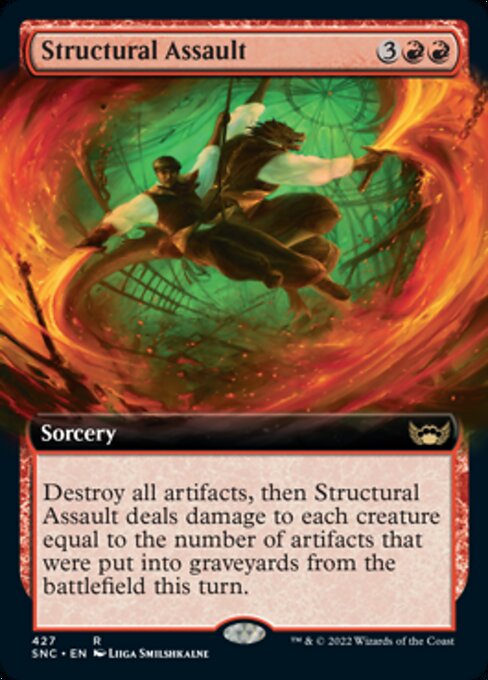 Structural Assault 3
Sorcery
Destroy all artifacts, then Structural
Assault deals damage to each creature
equal to the number of artifacts that
were put into graveyards from the
battlefield this turn.
427 R
SNC • EN LIIGA SMILSHKALNE
™ & © 2022 Wizards of the Coast